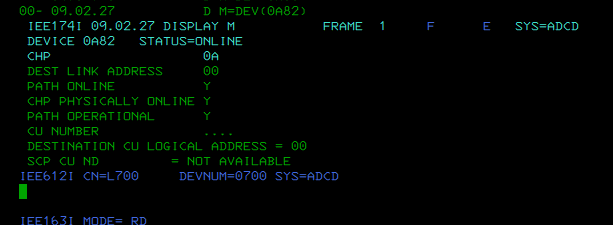 00- 09.02.27 D M=DEV(0A82)
IEE174I 09.02.27 DISPLAY M FRAME 1 F E SYS=ADCD
DEVICE 0A82 STATUS=ONLINE
CHP 0A
DEST LINK ADDRESS 00
PATH ONLINE Y
CHP PHYSICALLY ONLINE Y
PATH OPERATIONAL Y
CU NUMBER ....
DESTINATION CU LOGICAL ADDRESS = 00
SCP CU ND = NOT AVAILABLE
IEE612I CN=L700 DEVNUM=0700 SYS=ADCD
IEE163I MODE= RD